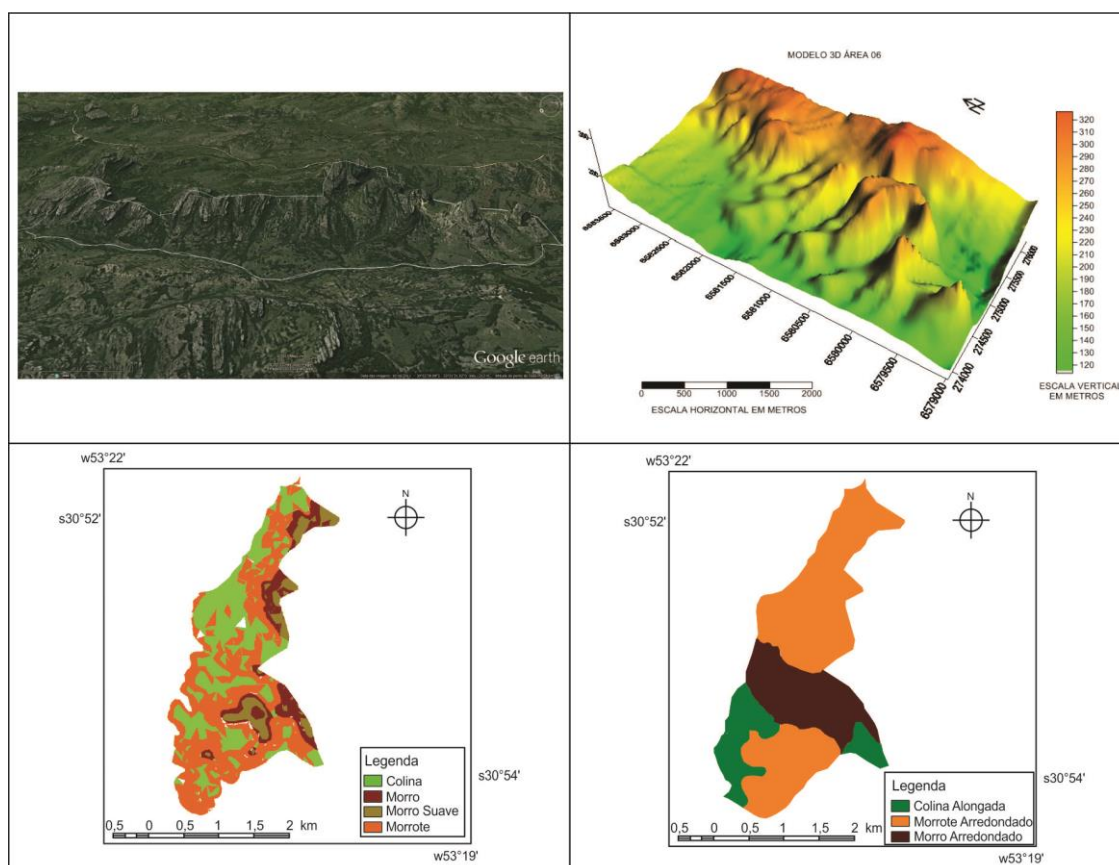 Google earth
MODELO 3D ÁREA 06
N
320
310
300
290
280
270
260
250
240
230
220
210
200
190
180
170
160
150
140
130
120
ESCALA VERTICAL
EM METROS
6583000
6582500
6582000
6581500
6581000
6580500
6580000
6579500
6579000
274000
274500
275000
275500
0 500 1000 1500 2000
ESCALA HORIZONTAL EM METROS
w53°22'
s30°52'
N
Legenda
Colina
Morro
Morro Suave
Morrote
s30°54'
0,5 0 0,5 1 2 km
w53°19'
w53°22'
s30°52'
N
Legenda
Colina Alongada
Morrote Arredondado
Morro Arredondado
s30°54'
0,5 0 0,5 1 2 km
w53°19'